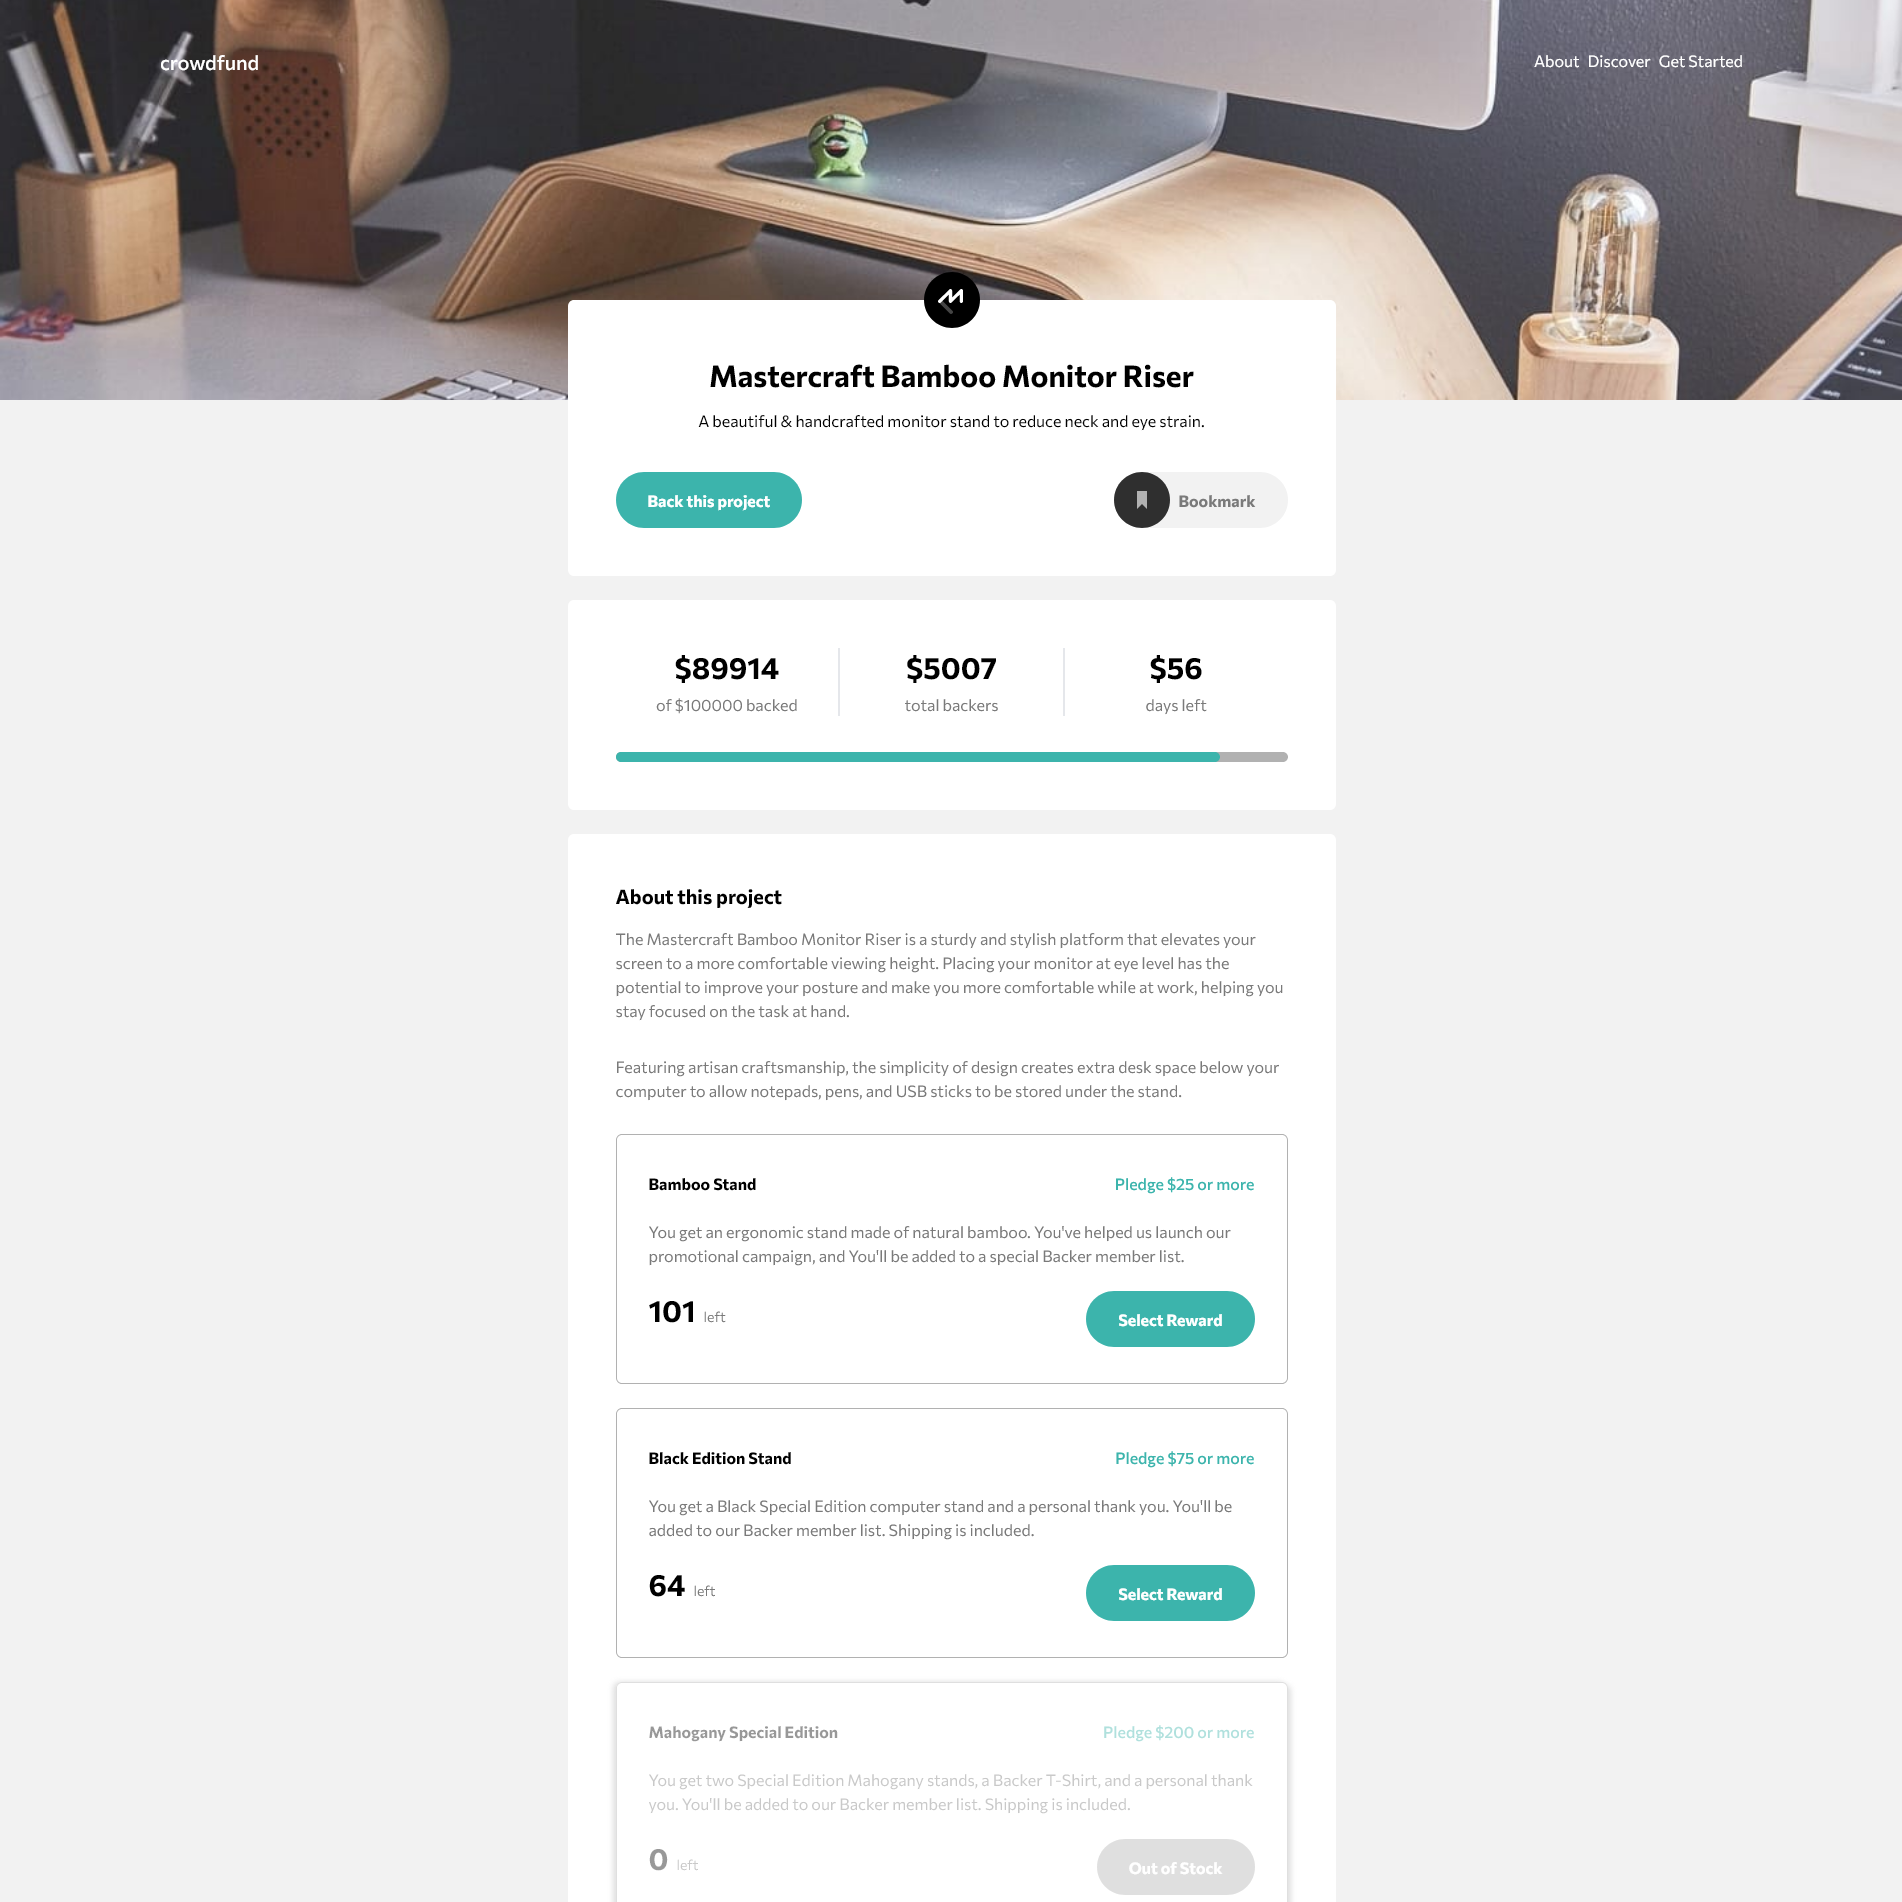 crowdfund
About Discover Get Started
Mastercraft Bamboo Monitor Riser
A beautiful & handcrafted monitor stand to reduce neck and eye strain.
Back this project
Bookmark
$89914
of $100000 backed
$5007
total backers
$56
days left
About this project
The Mastercraft Bamboo Monitor Riser is a sturdy and stylish platform that elevates your
screen to a more comfortable viewing height. Placing your monitor at eye level has the
potential to improve your posture and make you more comfortable while at work, helping you
stay focused on the task at hand.
Featuring artisan craftsmanship, the simplicity of design creates extra desk space below your
computer to allow notepads, pens, and USB sticks to be stored under the stand.
Bamboo Stand
Pledge $25 or more
You get an ergonomic stand made of natural bamboo. You've helped us launch our
promotional campaign, and You'll be added to a special Backer member list.
101 left
Select Reward
Black Edition Stand
Pledge $75 or more
You get a Black Special Edition computer stand and a personal thank you. You'll be
added to our Backer member list. Shipping is included.
64 left
Select Reward
Mahogany Special Edition
Pledge $200 or more
You get two Special Edition Mahogany stands, a Backer T-Shirt, and a personal thank
you. You'll be added to our Backer member list. Shipping is included.
0 left
Out of Stock